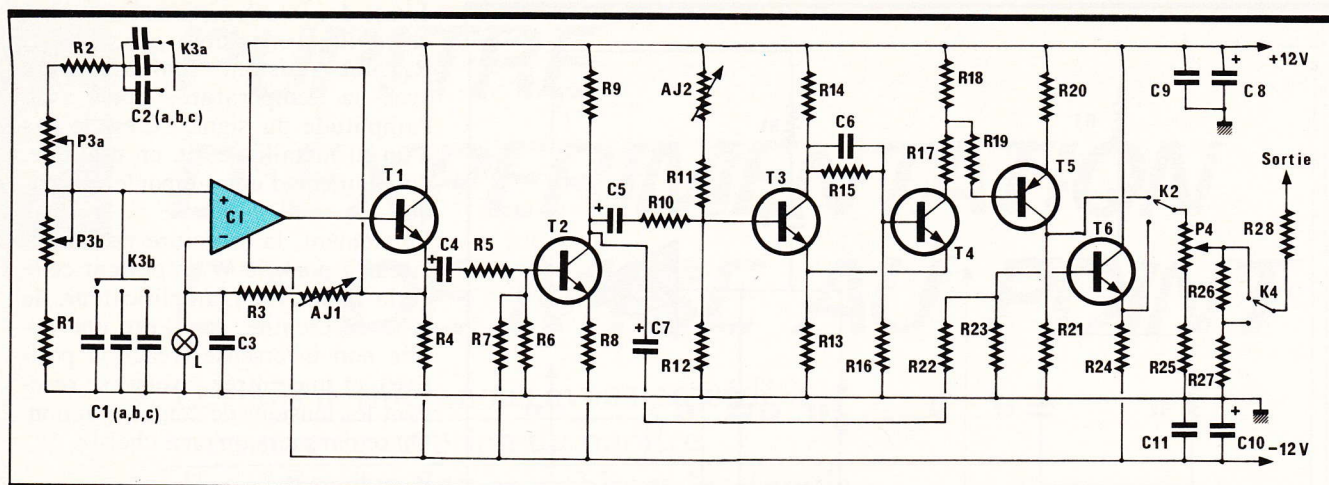 R2
K3a
C2 (a,b,c)
P3a
P3b
K3b
R1
C1 (a,b,c)
+
CI
−
L
R3
C3
AJ1
T1
R4
+
C4
R5
R7
R6
T2
R8
R9
+
C5
R10
+
C7
AJ2
R11
R12
T3
R14
C6
R15
R13
R16
R18
R17
R19
T4
R22
R23
R20
T5
R21
T6
R24
K2
P4
R25
R26
K4
R27
R28
Sortie
C9
+
C8
+12V
C11
+
C10
-12V